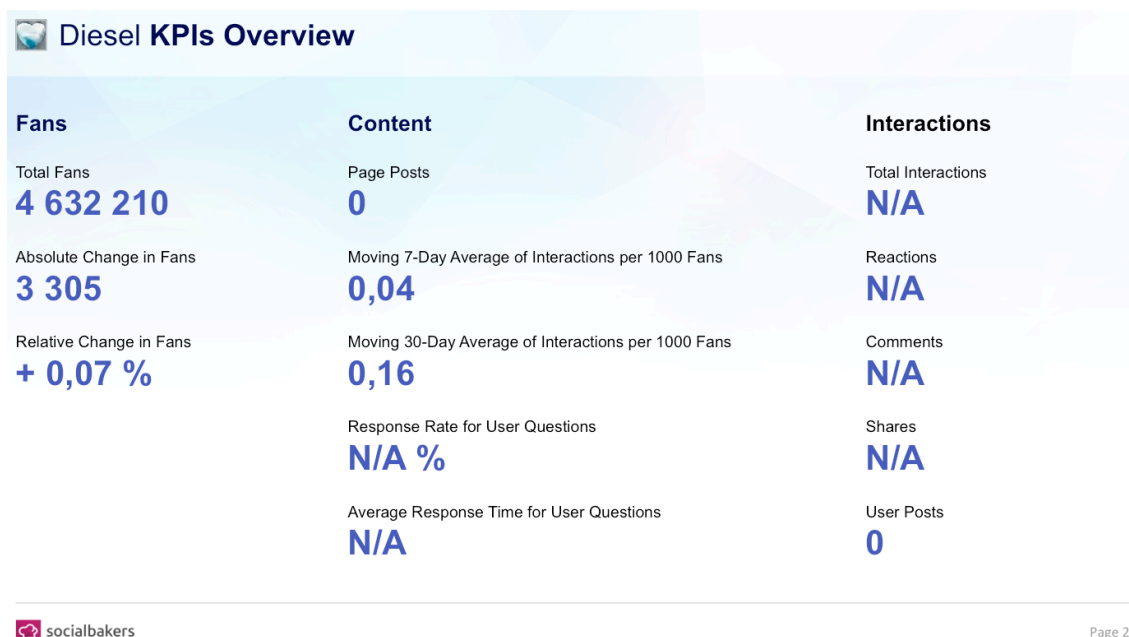 Diesel KPIs Overview
Fans
Total Fans
4 632 210
Absolute Change in Fans
3 305
Relative Change in Fans
+ 0,07 %
Content
Page Posts
0
Moving 7-Day Average of Interactions per 1000 Fans
0,04
Moving 30-Day Average of Interactions per 1000 Fans
0,16
Response Rate for User Questions
N/A %
Average Response Time for User Questions
N/A
Interactions
Total Interactions
N/A
Reactions
N/A
Comments
N/A
Shares
N/A
User Posts
0
socialbakers
Page 2